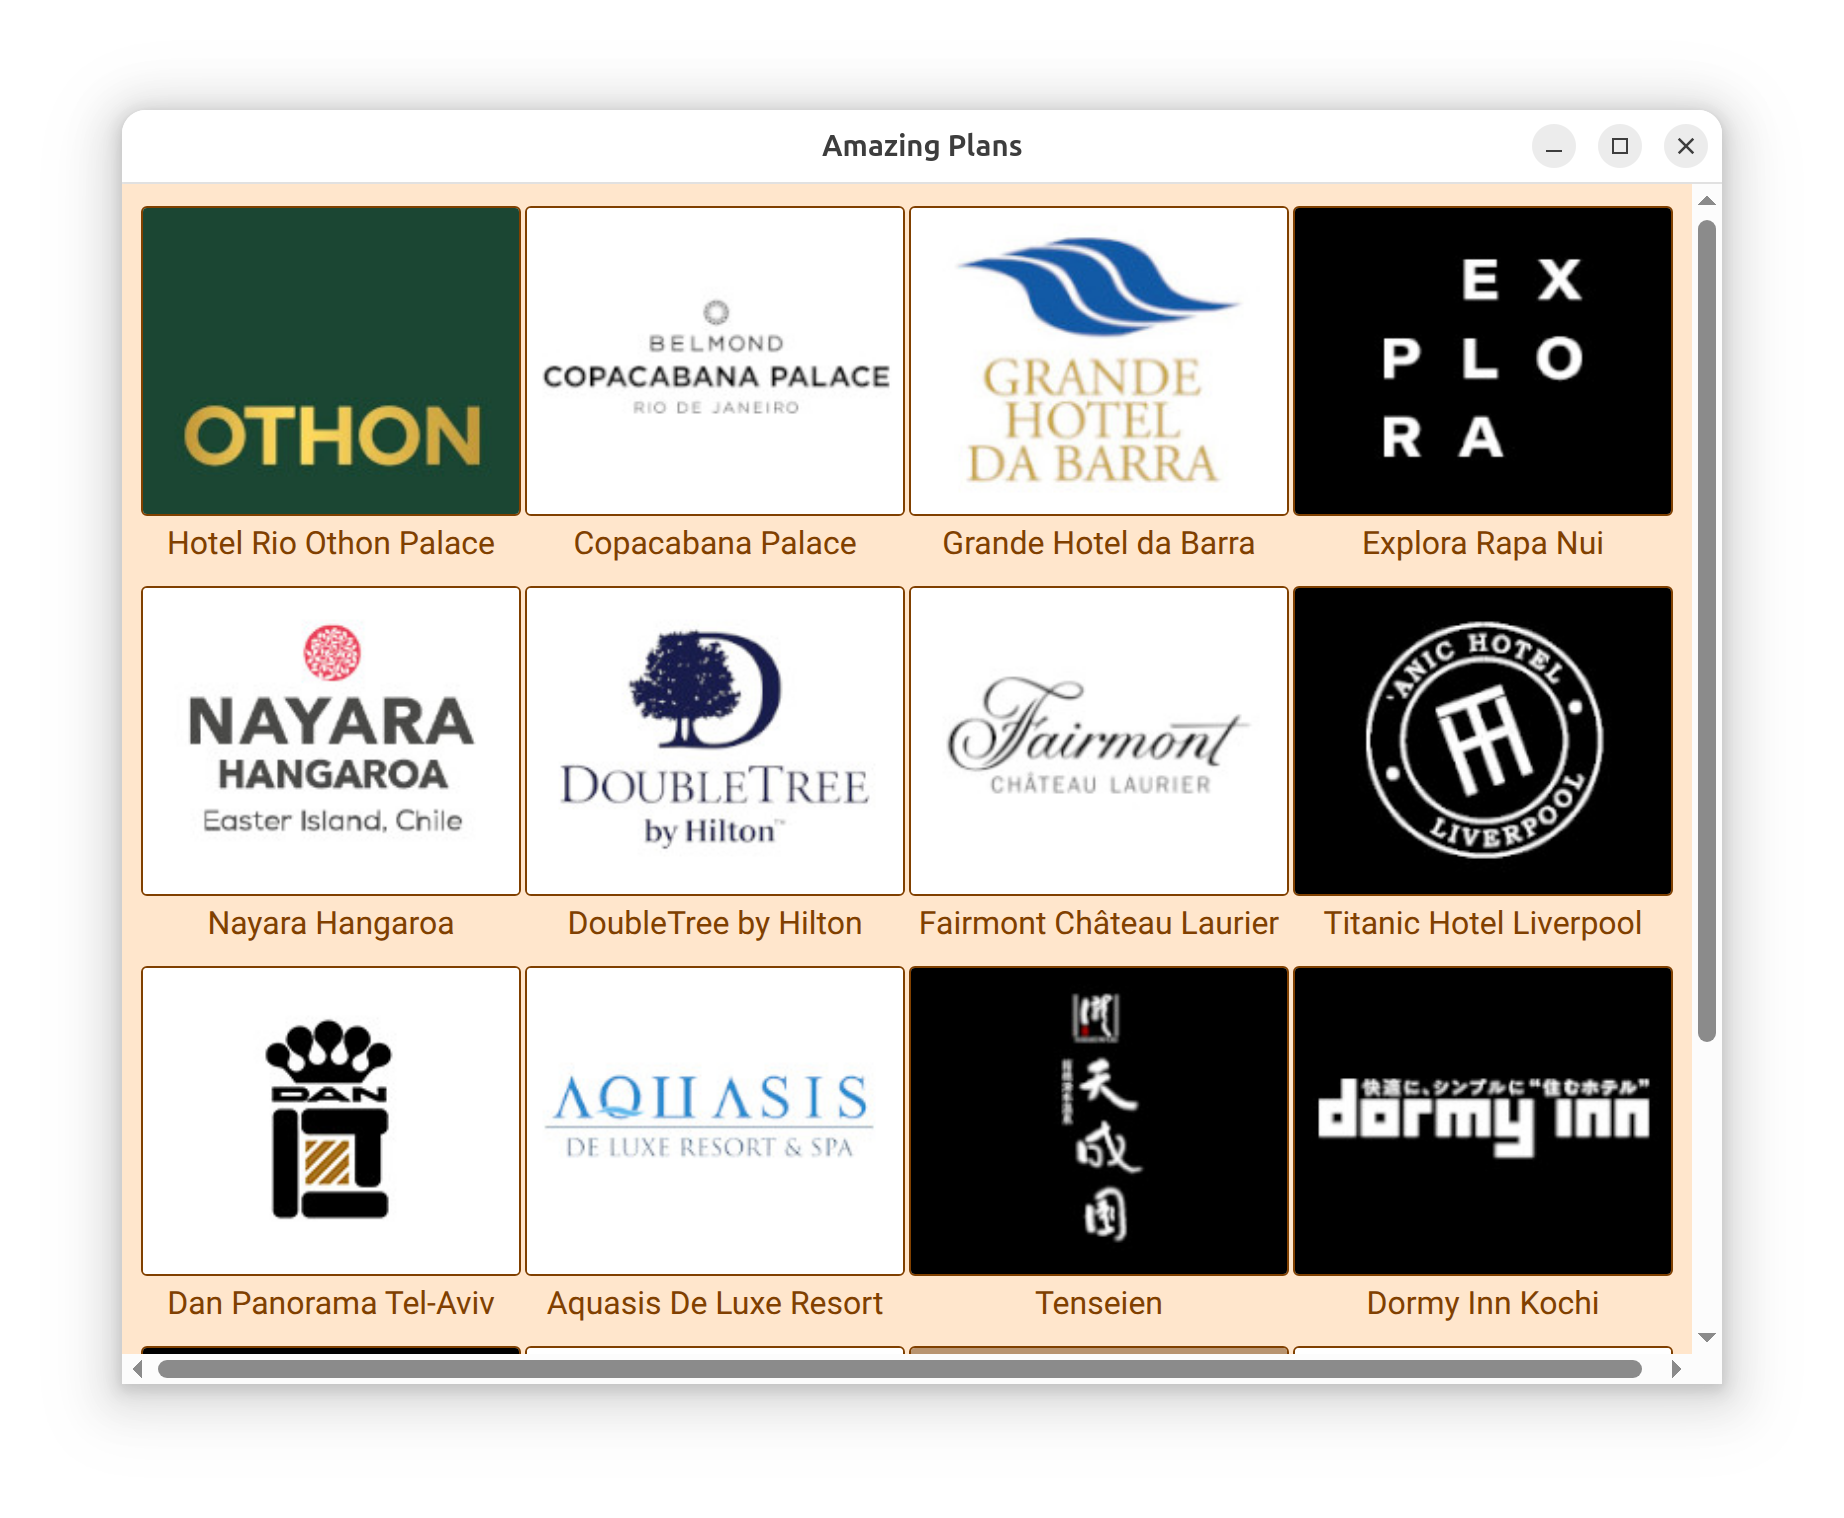 Amazing Plans
OTHON
Hotel Rio Othon Palace
BELMOND
COPACABANA PALACE
RIO DE JANEIRO
Copacabana Palace
GRANDE
HOTEL
DA BARRA
Grande Hotel da Barra
E X
P L O
R A
Explora Rapa Nui
NAYARA
HANGAROA
Easter Island, Chile
Nayara Hangaroa
DOUBLETREE
by Hilton™
DoubleTree by Hilton
Fairmont
CHÂTEAU LAURIER
Fairmont Château Laurier
ANIC HOTEL
TH
LIVERPOOL
Titanic Hotel Liverpool
DAN
Dan Panorama Tel-Aviv
AQUASIS
DE LUXE RESORT & SPA
Aquasis De Luxe Resort
天成園
Tenseien
快適に、シンプルに“住むホテル”
dormy inn
Dormy Inn Kochi